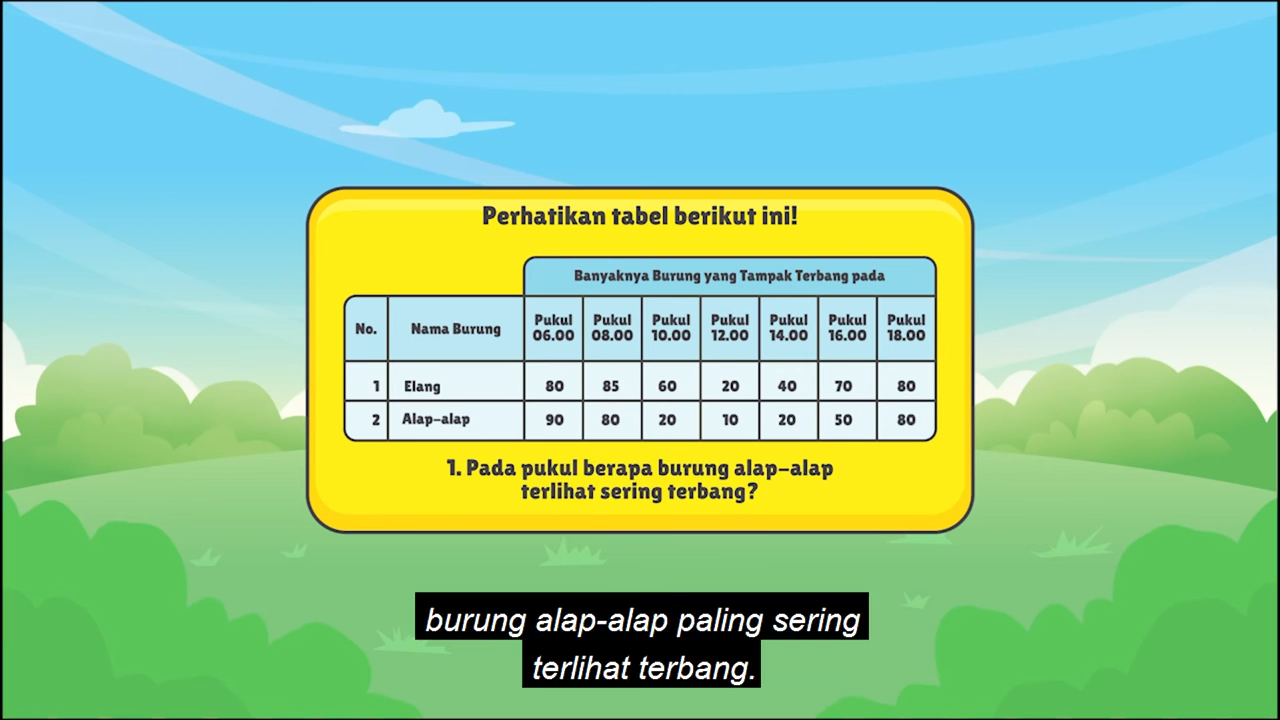 Perhatikan tabel berikut ini!
Banyaknya Burung yang Tampak Terbang pada
No. Nama Burung Pukul 06.00 Pukul 08.00 Pukul 10.00 Pukul 12.00 Pukul 14.00 Pukul 16.00 Pukul 18.00
1 Elang 80 85 60 20 40 70 80
2 Alap-alap 90 80 20 10 20 50 80
1. Pada pukul berapa burung alap-alap
terlihat sering terbang?
burung alap-alap paling sering
terlihat terbang.